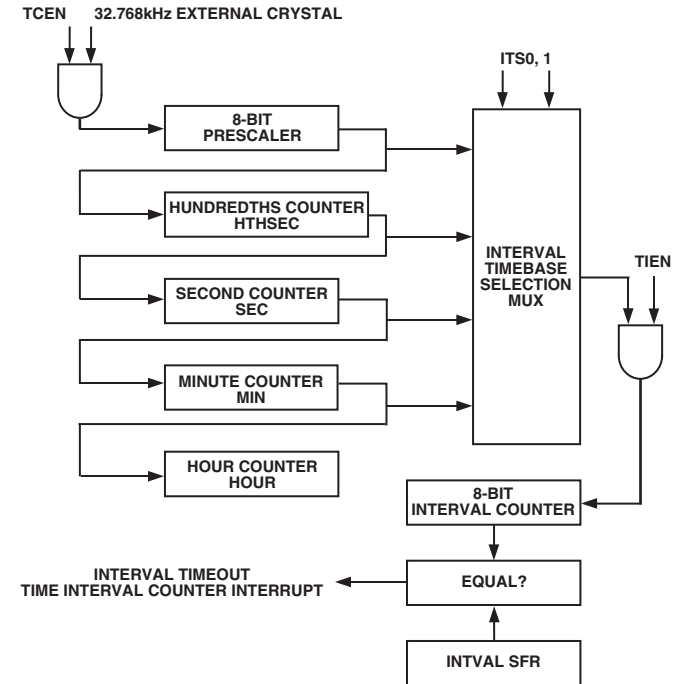 TCEN 32.768kHz EXTERNAL CRYSTAL
ITS0, 1
8-BIT
PRESCALER
HUNDREDTHS COUNTER
HTHSEC
INTERVAL
TIMEBASE
SELECTION
MUX
TIEN
SECOND COUNTER
SEC
MINUTE COUNTER
MIN
HOUR COUNTER
HOUR
8-BIT
INTERVAL COUNTER
INTERVAL TIMEOUT
TIME INTERVAL COUNTER INTERRUPT
EQUAL?
INTVAL SFR